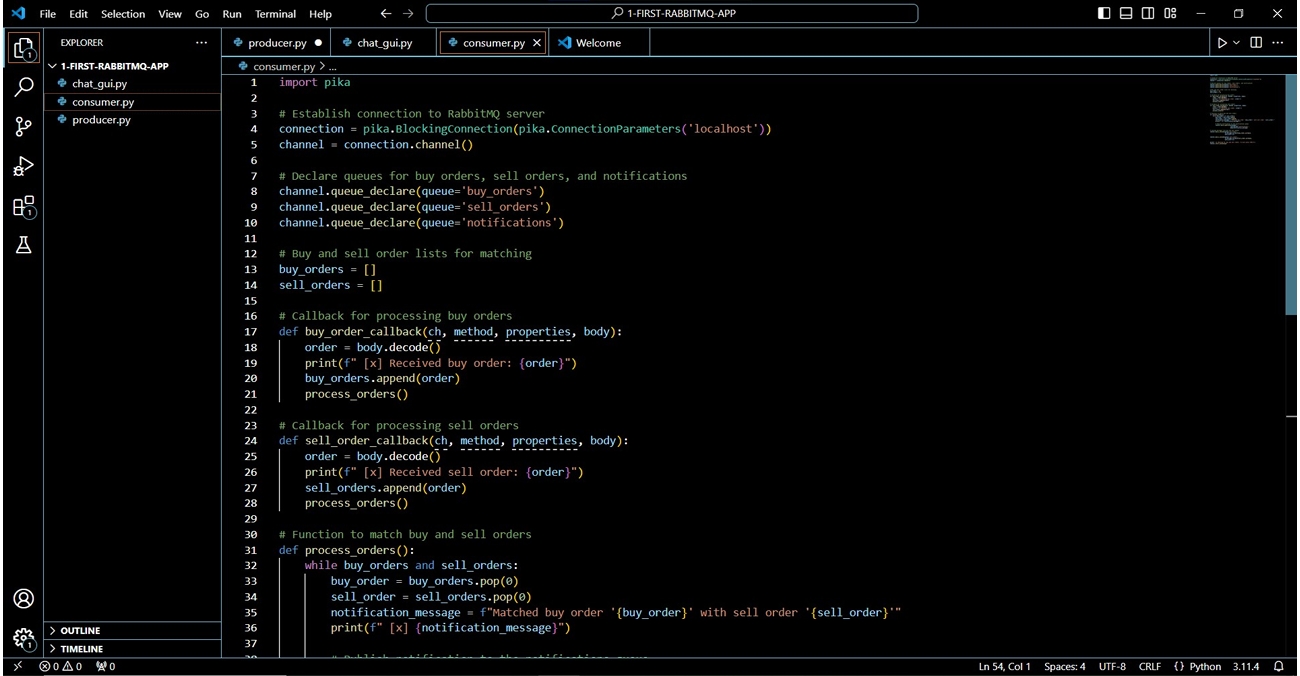 File Edit Selection View Go Run Terminal Help
1-FIRST-RABBITMQ-APP
EXPLORER
1-FIRST-RABBITMQ-APP
chat_gui.py
consumer.py
producer.py
OUTLINE
TIMELINE
1
1
1
producer.py
chat_gui.py
consumer.py
Welcome
consumer.py > ...
1 import pika
2
3 # Establish connection to RabbitMQ server
4 connection = pika.BlockingConnection(pika.ConnectionParameters('localhost'))
5 channel = connection.channel()
6
7 # Declare queues for buy orders, sell orders, and notifications
8 channel.queue_declare(queue='buy_orders')
9 channel.queue_declare(queue='sell_orders')
10 channel.queue_declare(queue='notifications')
11
12 # Buy and sell order lists for matching
13 buy_orders = []
14 sell_orders = []
15
16 # Callback for processing buy orders
17 def buy_order_callback(ch, method, properties, body):
18 order = body.decode()
19 print(f" [x] Received buy order: {order}")
20 buy_orders.append(order)
21 process_orders()
22
23 # Callback for processing sell orders
24 def sell_order_callback(ch, method, properties, body):
25 order = body.decode()
26 print(f" [x] Received sell order: {order}")
27 sell_orders.append(order)
28 process_orders()
29
30 # Function to match buy and sell orders
31 def process_orders():
32 while buy_orders and sell_orders:
33 buy_order = buy_orders.pop(0)
34 sell_order = sell_orders.pop(0)
35 notification_message = f"Matched buy order '{buy_order}' with sell order '{sell_order}'"
36 print(f" [x] {notification_message}")
37
0 0 0
Ln 54, Col 1 Spaces: 4 UTF-8 CRLF {} Python 3.11.4